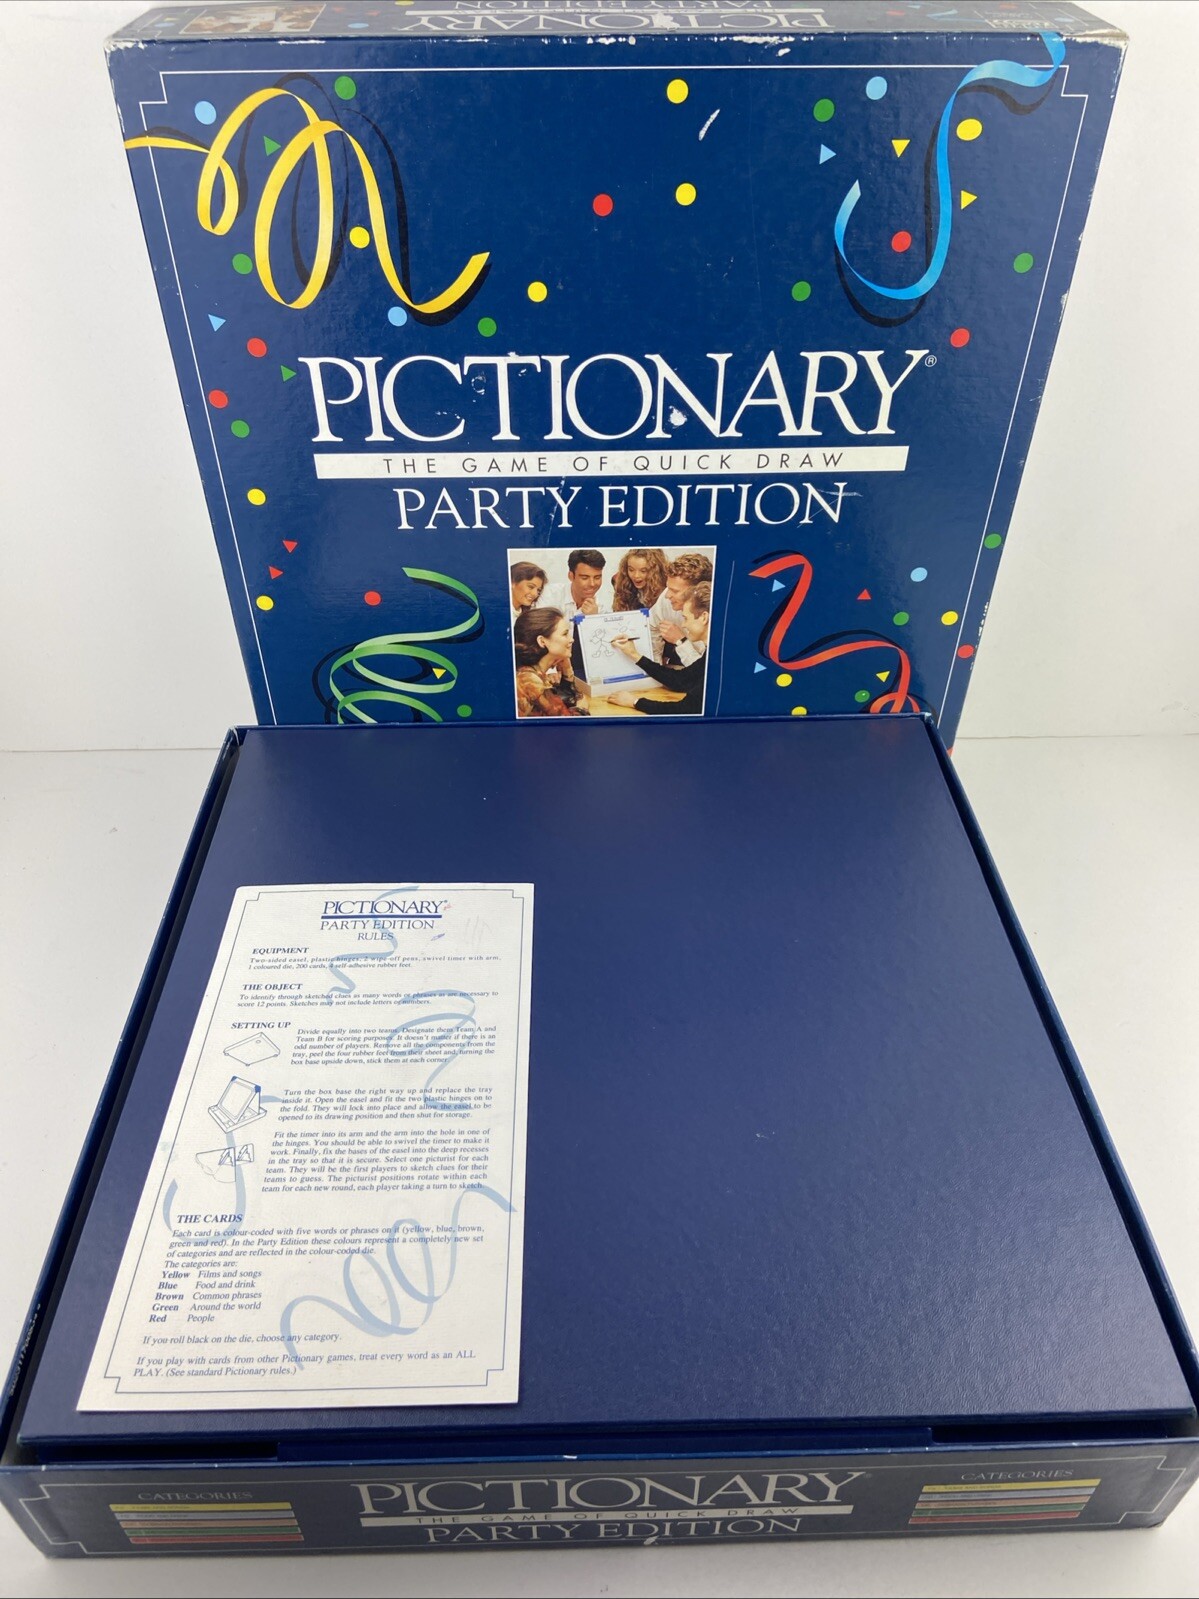 PICTIONARY
PARTY EDITION
PICTIONARY®
THE GAME OF QUICK DRAW
PARTY EDITION
PICTIONARY
PARTY EDITION
RULES
EQUIPMENT
Two-sided easel, plastic hinges, 2 wipe-off pens, swivel timer with arm,
1 coloured die, 200 cards, 4 self-adhesive rubber feet.
THE OBJECT
To identify through sketched clues as many words or phrases as are necessary to
score 12 points. Sketches may not include letters or numbers.
SETTING UP
Divide equally into two teams. Designate them Team A and
Team B for scoring purposes. It doesn't matter if there is an
odd number of players. Remove all the components from the
tray, peel the four rubber feet from their sheet and, turning the
box base upside down, stick them at each corner.
Turn the box base the right way up and replace the tray
inside it. Open the easel and fit the two plastic hinges on to
the fold. They will lock into place and allow the easel to be
opened to its drawing position and then shut for storage.
Fit the timer into its arm and the arm into the hole in one of
the hinges. You should be able to swivel the timer to make it
work. Finally, fix the bases of the easel into the deep recesses
in the tray so that it is secure. Select one picturist for each
team. They will be the first players to sketch clues for their
teams to guess. The picturist positions rotate within each
team for each new round, each player taking a turn to sketch.
THE CARDS
Each card is colour-coded with five words or phrases on it (yellow, blue, brown,
green and red). In the Party Edition these colours represent a completely new set
of categories and are reflected in the colour-coded die.
The categories are:
Yellow Films and songs
Blue Food and drink
Brown Common phrases
Green Around the world
Red People
If you roll black on the die, choose any category.
If you play with cards from other Pictionary games, treat every word as an ALL
PLAY. (See standard Pictionary rules.)
CATEGORIES
PICTIONARY®
THE GAME OF QUICK DRAW
PARTY EDITION
CATEGORIES